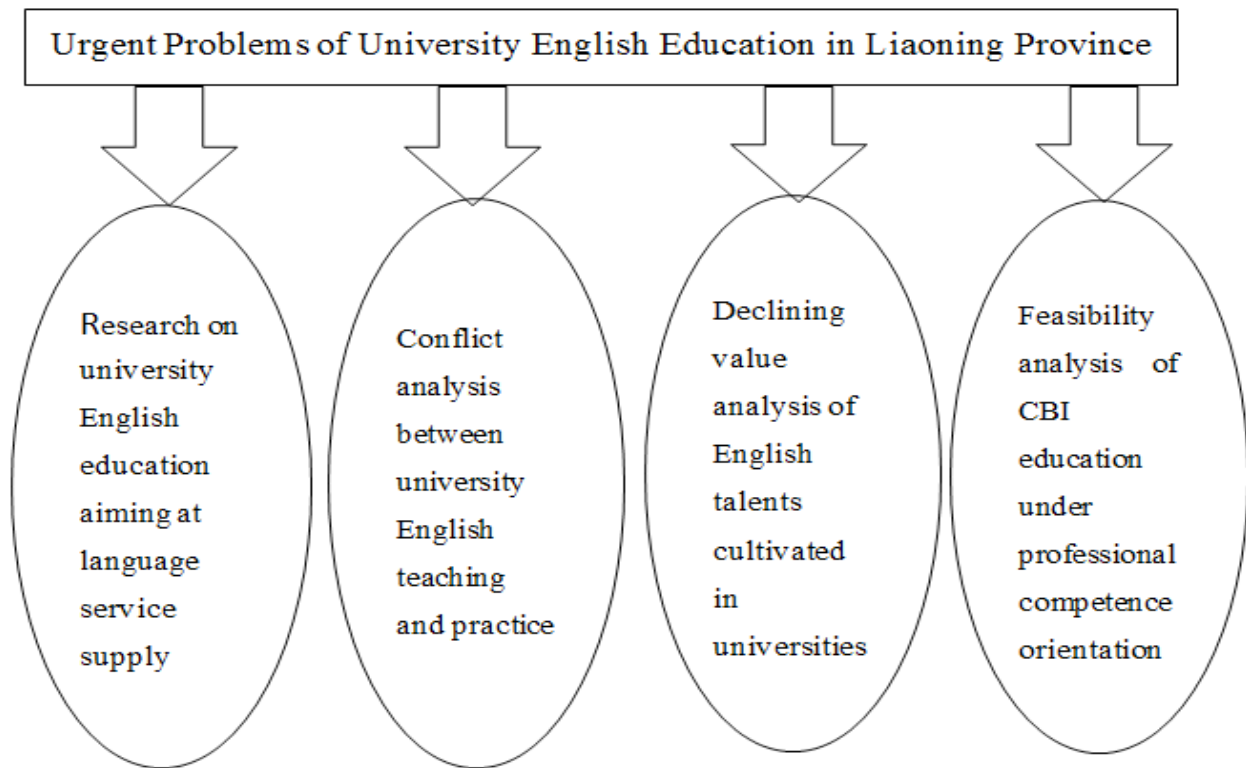 Urgent Problems of University English Education in Liaoning Province
Research on
university
English
education
aiming at
language
service
supply
Conflict
analysis
between
university
English
teaching
and practice
Declining
value
analysis of
English
talents
cultivated
in
universities
Feasibility
analysis of
CBI
education
under
professional
competence
orientation